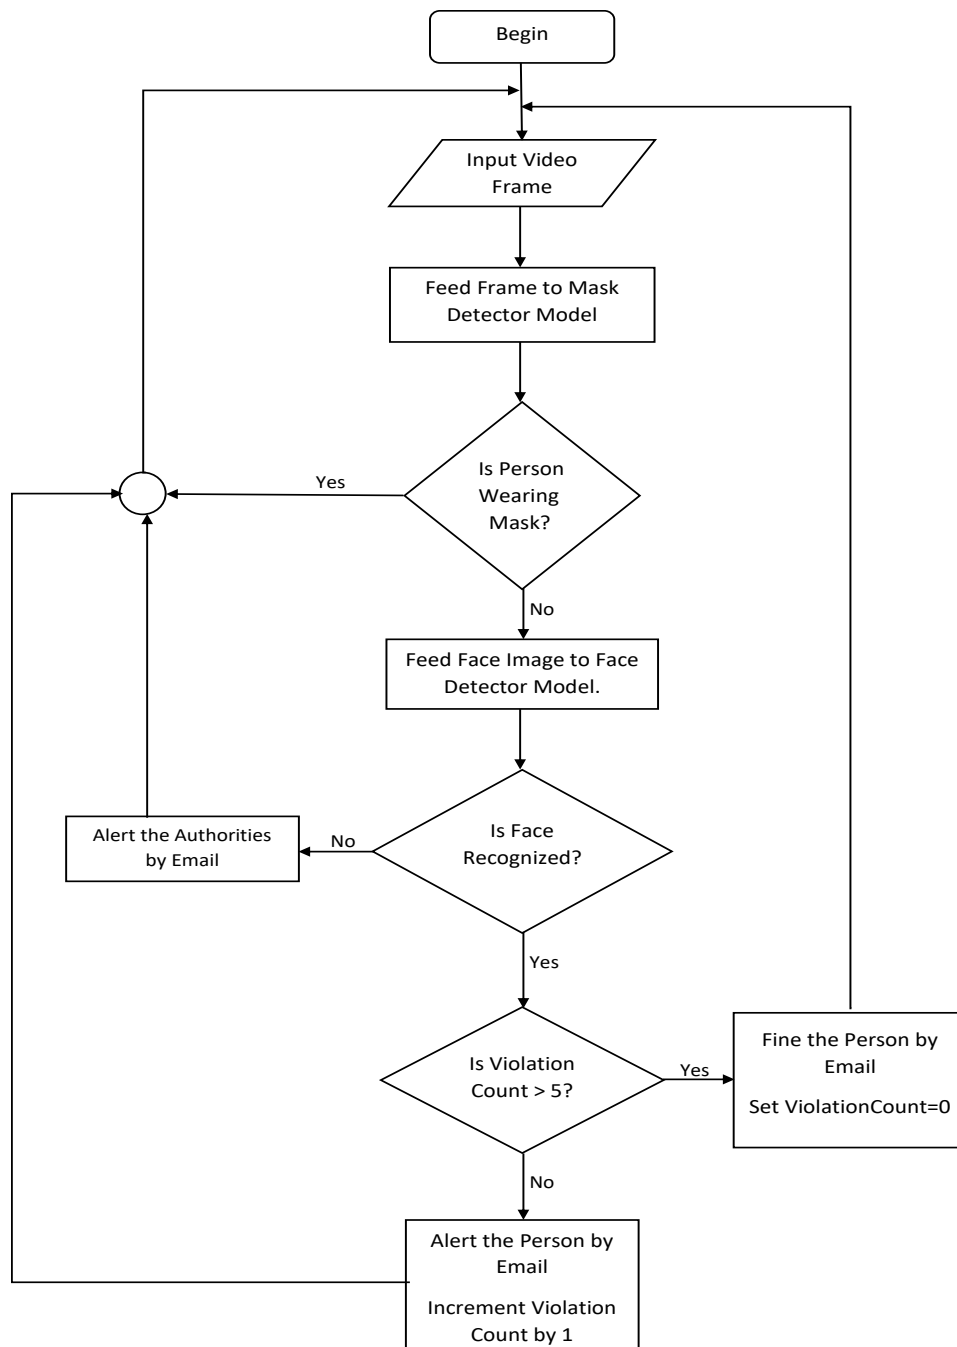 Begin
Input Video
Frame
Feed Frame to Mask
Detector Model
Is Person
Wearing
Mask?
Yes
No
Feed Face Image to Face
Detector Model.
Is Face
Recognized?
No
Alert the Authorities
by Email
Yes
Is Violation
Count > 5?
Yes
Fine the Person by
Email
Set ViolationCount=0
No
Alert the Person by
Email
Increment Violation
Count by 1